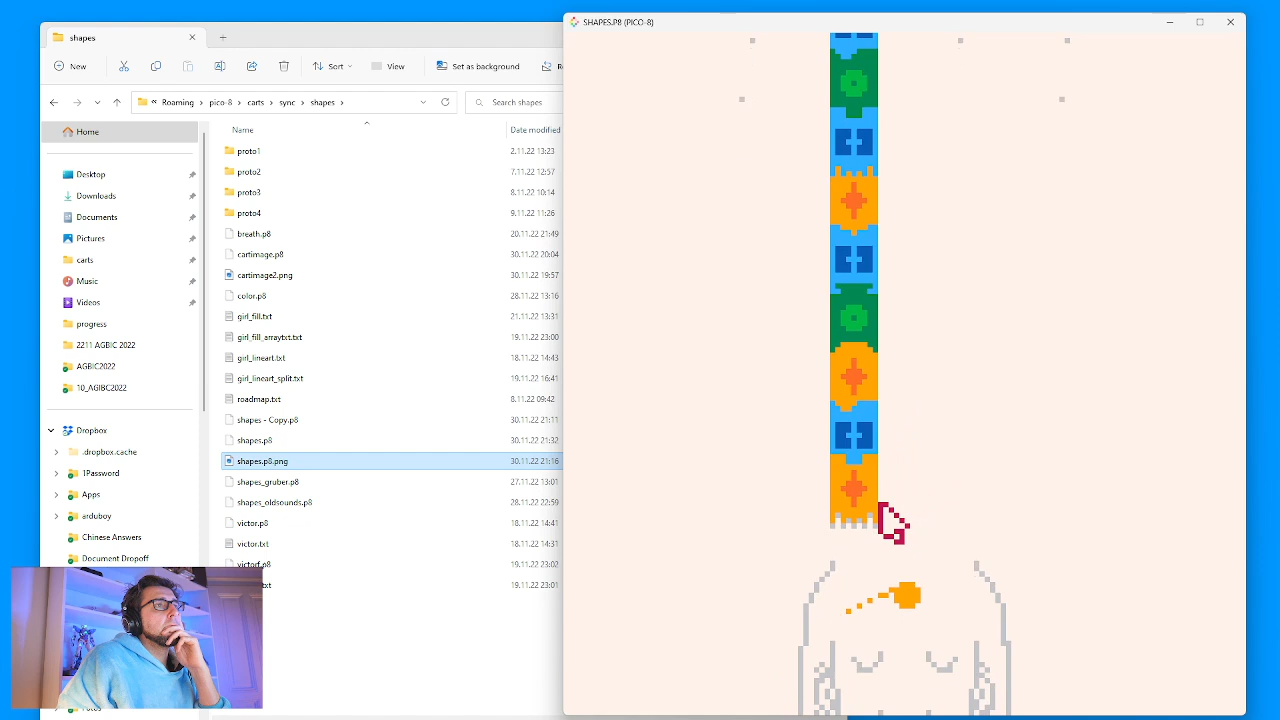 shapes
SHAPES.P8 (PICO-8)
New
Sort
View
Set as background
Roaming
pico-8
carts
sync
shapes
Search shapes
Home
Name
Date modified
Desktop
Downloads
Documents
Pictures
carts
Music
Videos
progress
2211 AGBIC 2022
AGBIC2022
10_AGIBC2022
Dropbox
.dropbox.cache
1Password
Apps
arduboy
Chinese Answers
Document Dropoff
proto1 2.11.22 13:23
proto2 7.11.22 12:57
proto3 8.11.22 10:14
proto4 9.11.22 11:26
breath.p8 20.11.22 21:49
cartimage.p8 30.11.22 20:04
cartimage2.png 30.11.22 19:57
color.p8 28.11.22 13:16
girl_fill.txt 21.11.22 13:31
girl_fill_arraytxt.txt 19.11.22 23:00
girl_lineart.txt 18.11.22 14:43
girl_lineart_split.txt 19.11.22 16:41
roadmap.txt 8.11.22 09:42
shapes - Copy.p8 30.11.22 21:11
shapes.p8 30.11.22 21:32
shapes.p8.png 30.11.22 21:16
shapes_gruber.p8 27.11.22 13:01
shapes_oldsounds.p8 28.11.22 22:59
victor.p8 18.11.22 14:41
victor.txt 18.11.22 14:31
19.11.22 23:02
19.11.22 23:01